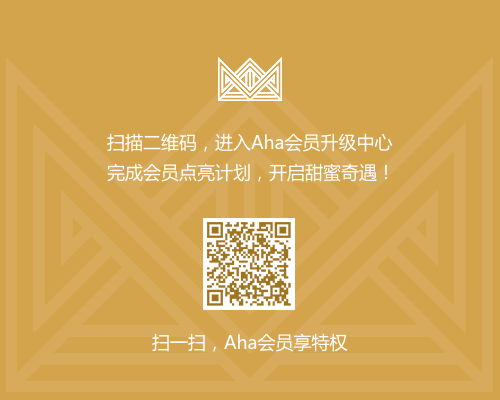 扫描二维码，进入Aha会员升级中心
完成会员点亮计划，开启甜蜜奇遇！
扫一扫，Aha会员享特权